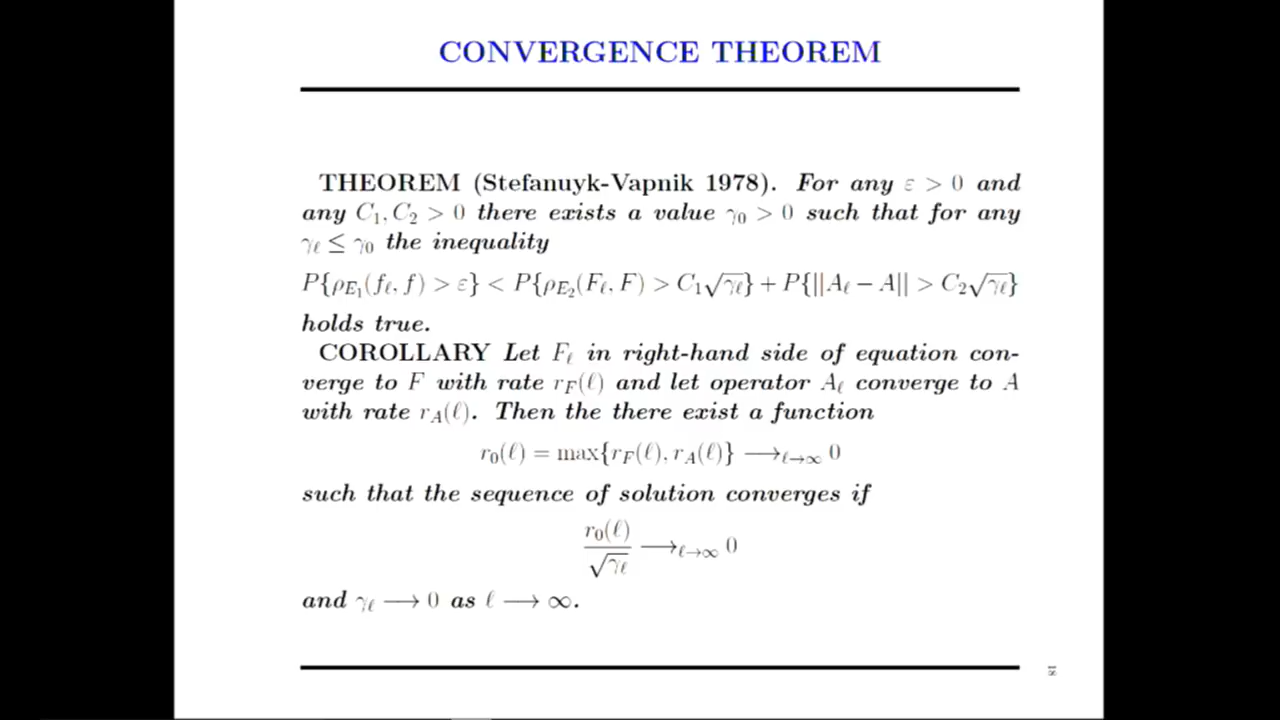 CONVERGENCE THEOREM
THEOREM (Stefanuyk-Vapnik 1978). For any ε > 0 and
any C₁, C₂ > 0 there exists a value γ₀ > 0 such that for any
γ_ℓ ≤ γ₀ the inequality
P{ρ_{E₁}(f_ℓ, f) > ε} < P{ρ_{E₂}(F_ℓ, F) > C₁√γ_ℓ} + P{||A_ℓ − A|| > C₂√γ_ℓ}
holds true.
COROLLARY Let F_ℓ in right-hand side of equation con-
verge to F with rate r_F(ℓ) and let operator A_ℓ converge to A
with rate r_A(ℓ). Then the there exist a function
r₀(ℓ) = max{r_F(ℓ), r_A(ℓ)} ⟶_{ℓ→∞} 0
such that the sequence of solution converges if
r₀(ℓ)/√γ_ℓ ⟶_{ℓ→∞} 0
and γ_ℓ ⟶ 0 as ℓ ⟶ ∞.